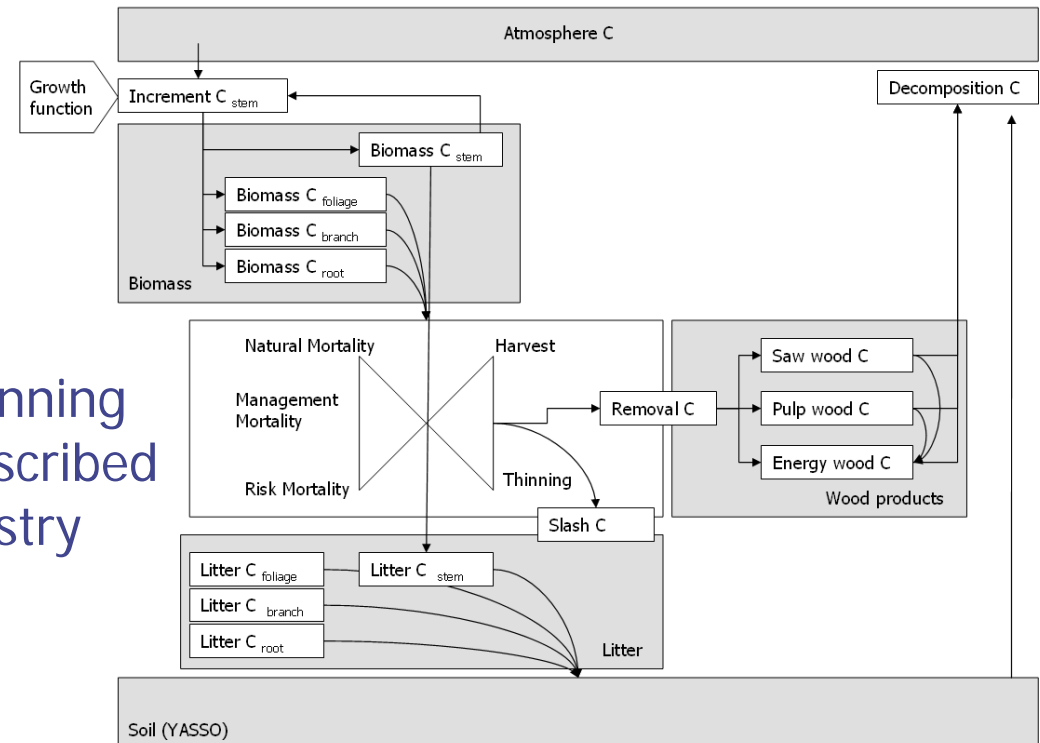 Atmosphere C
Growth
function
Increment C stem
Decomposition C
Biomass C stem
Biomass C foliage
Biomass C branch
Biomass C root
Biomass
Natural Mortality
Harvest
Management
Mortality
Risk Mortality
Thinning
Removal C
Slash C
Saw wood C
Pulp wood C
Energy wood C
Wood products
nning
scribed
stry
Litter C foliage
Litter C stem
Litter C branch
Litter C root
Litter
Soil (YASSO)